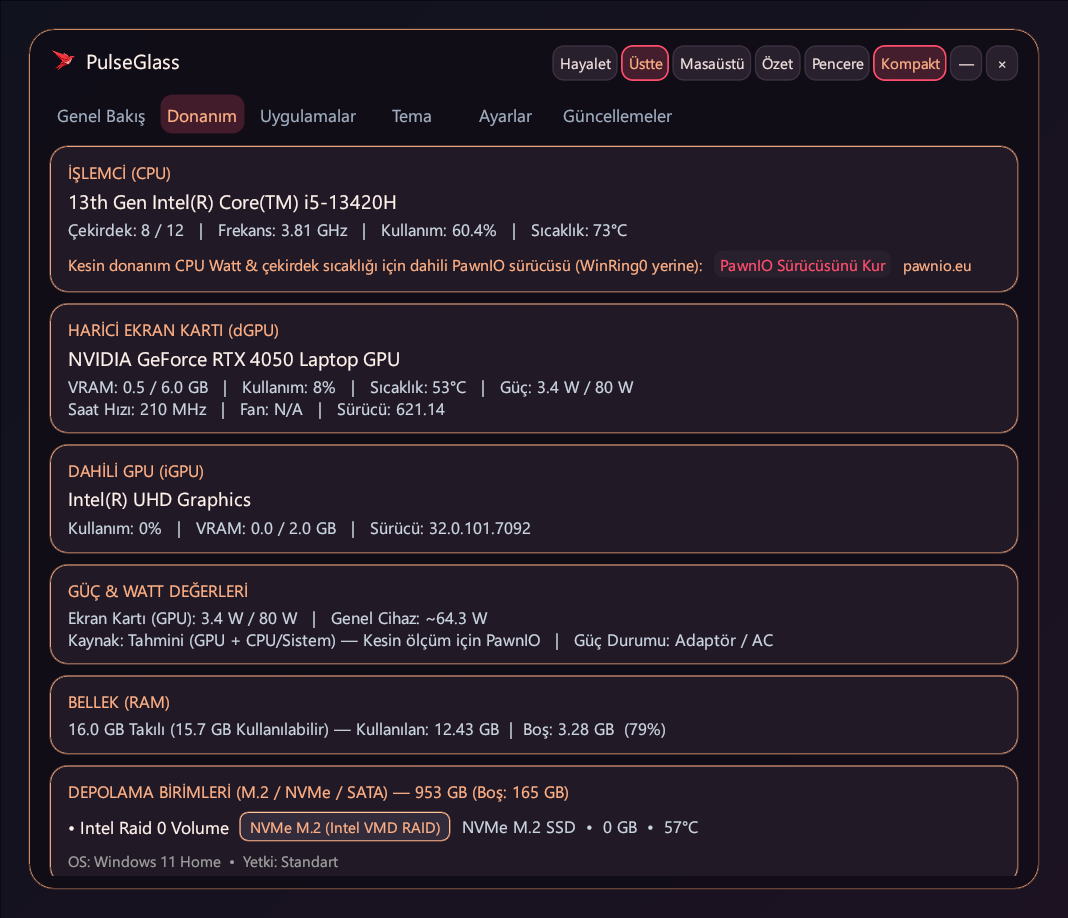 PulseGlass
Hayalet Üstte Masaüstü Özet Pencere Kompakt — ×
Genel Bakış Donanım Uygulamalar Tema Ayarlar Güncellemeler
İŞLEMCİ (CPU)
13th Gen Intel(R) Core(TM) i5-13420H
Çekirdek: 8 / 12 | Frekans: 3.81 GHz | Kullanım: 60.4% | Sıcaklık: 73°C
Kesin donanım CPU Watt & çekirdek sıcaklığı için dahili PawnIO sürücüsü (WinRing0 yerine): PawnIO Sürücüsünü Kur pawnio.eu
HARİCİ EKRAN KARTI (dGPU)
NVIDIA GeForce RTX 4050 Laptop GPU
VRAM: 0.5 / 6.0 GB | Kullanım: 8% | Sıcaklık: 53°C | Güç: 3.4 W / 80 W
Saat Hızı: 210 MHz | Fan: N/A | Sürücü: 621.14
DAHİLİ GPU (iGPU)
Intel(R) UHD Graphics
Kullanım: 0% | VRAM: 0.0 / 2.0 GB | Sürücü: 32.0.101.7092
GÜÇ & WATT DEĞERLERİ
Ekran Kartı (GPU): 3.4 W / 80 W | Genel Cihaz: ~64.3 W
Kaynak: Tahmini (GPU + CPU/Sistem) — Kesin ölçüm için PawnIO | Güç Durumu: Adaptör / AC
BELLEK (RAM)
16.0 GB Takılı (15.7 GB Kullanılabilir) — Kullanılan: 12.43 GB | Boş: 3.28 GB (79%)
DEPOLAMA BİRİMLERİ (M.2 / NVMe / SATA) — 953 GB (Boş: 165 GB)
• Intel Raid 0 Volume NVMe M.2 (Intel VMD RAID) NVMe M.2 SSD • 0 GB • 57°C
OS: Windows 11 Home • Yetki: Standart